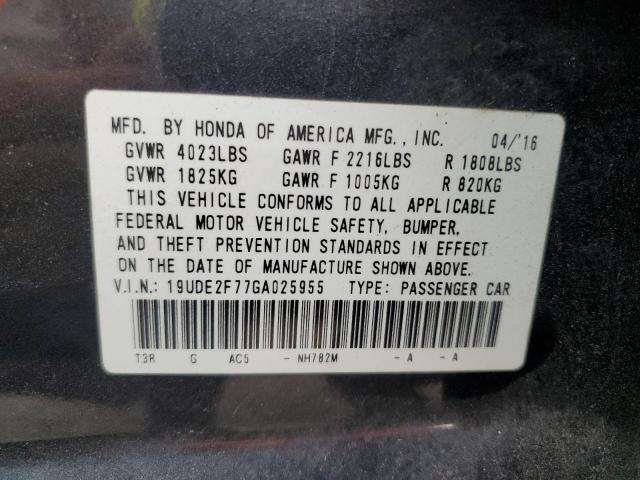 MFD. BY HONDA OF AMERICA MFG., INC. 04/'16
GVWR 4023LBS GAWR F 2216LBS R 1808LBS
GVWR 1825KG GAWR F 1005KG R 820KG
THIS VEHICLE CONFORMS TO ALL APPLICABLE
FEDERAL MOTOR VEHICLE SAFETY, BUMPER,
AND THEFT PREVENTION STANDARDS IN EFFECT
ON THE DATE OF MANUFACTURE SHOWN ABOVE.
V.I.N.: 19UDE2F77GA025955 TYPE: PASSENGER CAR
T3R G AC5 - NH782M - A - A